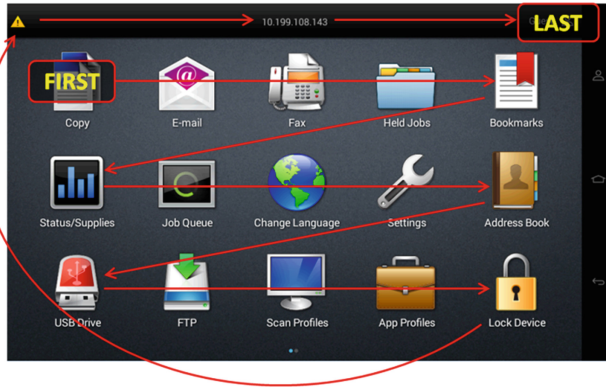 10.199.108.143
LAST
FIRST
Copy
E-mail
Fax
Held Jobs
Bookmarks
Status/Supplies
Job Queue
Change Language
Settings
Address Book
USB Drive
FTP
Scan Profiles
App Profiles
Lock Device